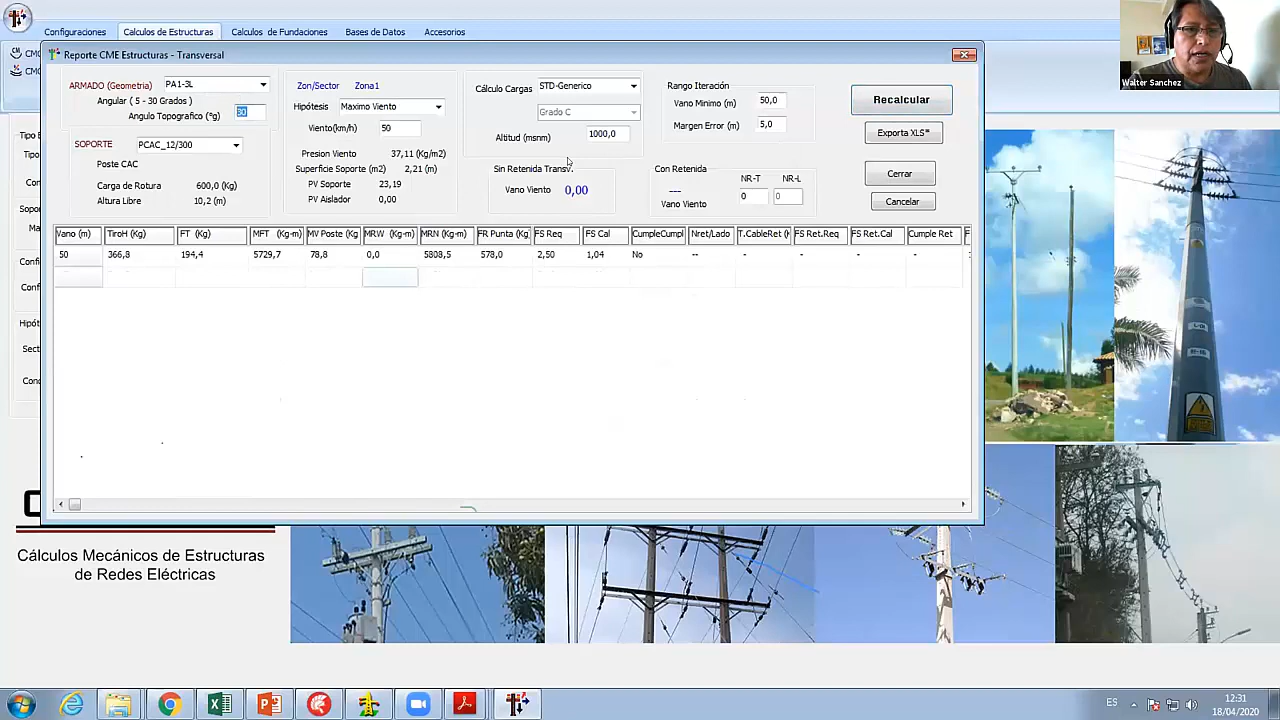 Configuraciones Calculos de Estructuras Calculos de Fundaciones Bases de Datos Accesorios
Reporte CME Estructuras - Transversal
ARMADO (Geometria) PA1-3L
Angular ( 5 - 30 Grados )
Angulo Topografico (°g) 30
SOPORTE PCAC_12/300
Poste CAC
Carga de Rotura 600,0 (Kg)
Altura Libre 10,2 (m)
Zon/Sector Zona1
Hipótesis Maximo Viento
Viento(km/h) 50
Presion Viento 37,11 (Kg/m2)
Superficie Soporte (m2) 2,21 (m)
PV Soporte 23,19
PV Aislador 0,00
Cálculo Cargas STD-Generico
Grado C
Altitud (msnm) 1000,0
Sin Retenida Transv.
Vano Viento 0,00
Rango Iteración
Vano Minimo (m) 50,0
Margen Error (m) 5,0
Con Retenida
NR-T NR-L
---
Vano Viento 0 0
Recalcular
Exporta XLS*
Cerrar
Cancelar
Vano (m) TiroH (Kg) FT (Kg) MFT (Kg-m) MV Poste (Kg MRW (Kg-m) MRN (Kg-m) FR Punta (Kg) FS Req FS Cal CumpleCumpl Nret/Lado T.CableRet (K FS Ret.Req FS Ret.Cal Cumple Ret F
50 366,8 194,4 5729,7 78,8 0,0 5808,5 578,0 2,50 1,04 No -- - - - -
Cálculos Mecánicos de Estructuras
de Redes Eléctricas
Walter Sanchez
ES
12:31
18/04/2020